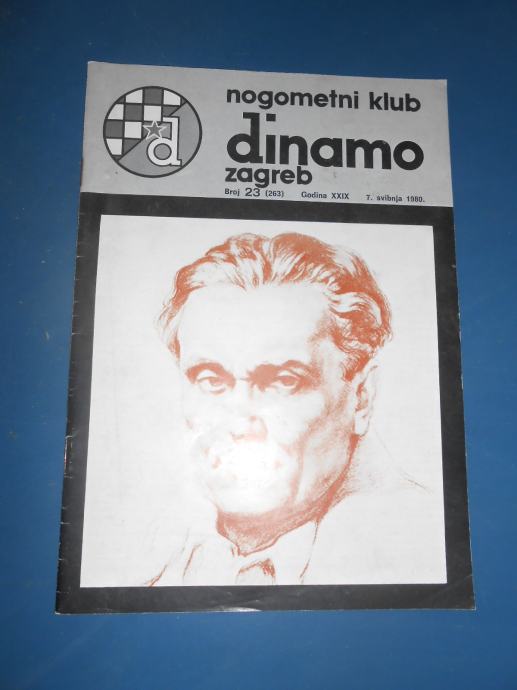 d
nogometni klub
dinamo
zagreb
Broj 23 (263) Godina XXIX 7. svibnja 1980.